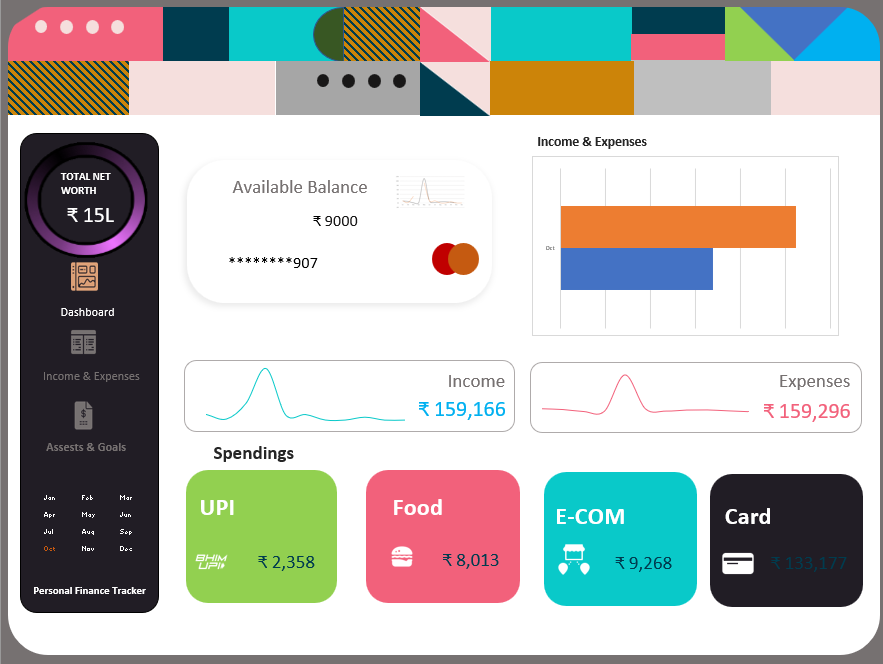 TOTAL NET
WORTH
₹ 15L
Dashboard
Income & Expenses
Assests & Goals
Jan Feb Mar
Apr May Jun
Jul Aug Sep
Oct Nov Dec
Personal Finance Tracker
Available Balance
₹ 9000
********907
Income & Expenses
Oct
Income
₹ 159,166
Expenses
₹ 159,296
Spendings
UPI
BHIM
UPI
₹ 2,358
Food
₹ 8,013
E-COM
₹ 9,268
Card
₹ 133,177